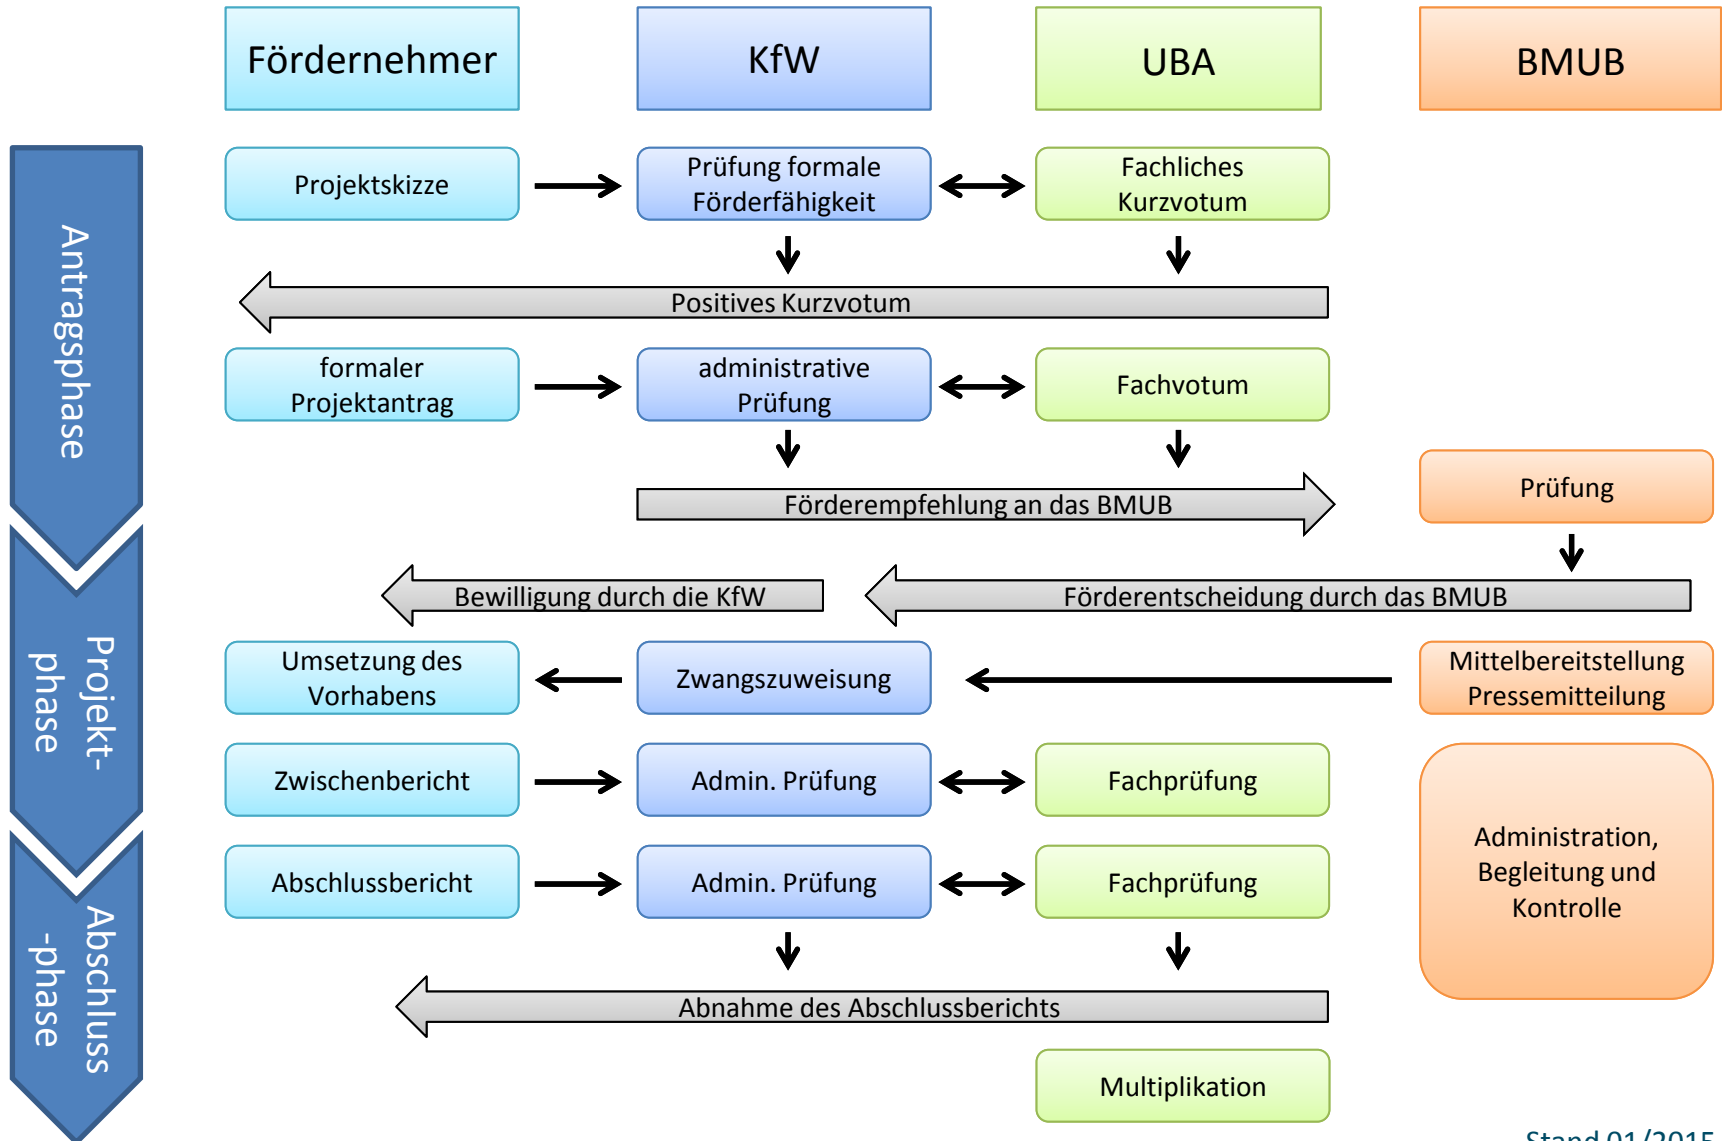 Fördernehmer
KfW
UBA
BMUB
Antragsphase
Projektskizze
Prüfung formale
Förderfähigkeit
Fachliches
Kurzvotum
Positives Kurzvotum
formaler
Projektantrag
administrative
Prüfung
Fachvotum
Förderempfehlung an das BMUB
Prüfung
Bewilligung durch die KfW
Förderentscheidung durch das BMUB
Projekt-
phase
Umsetzung des
Vorhabens
Zwangszuweisung
Mittelbereitstellung
Pressemitteilung
Zwischenbericht
Admin. Prüfung
Fachprüfung
Administration,
Begleitung und
Kontrolle
Abschluss
-phase
Abschlussbericht
Admin. Prüfung
Fachprüfung
Abnahme des Abschlussberichts
Multiplikation
Stand 01/2015